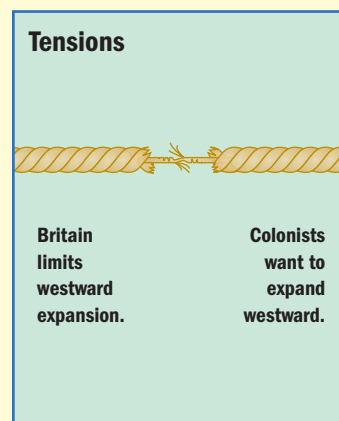 Tensions
Britain
limits
westward
expansion.
Colonists
want to
expand
westward.